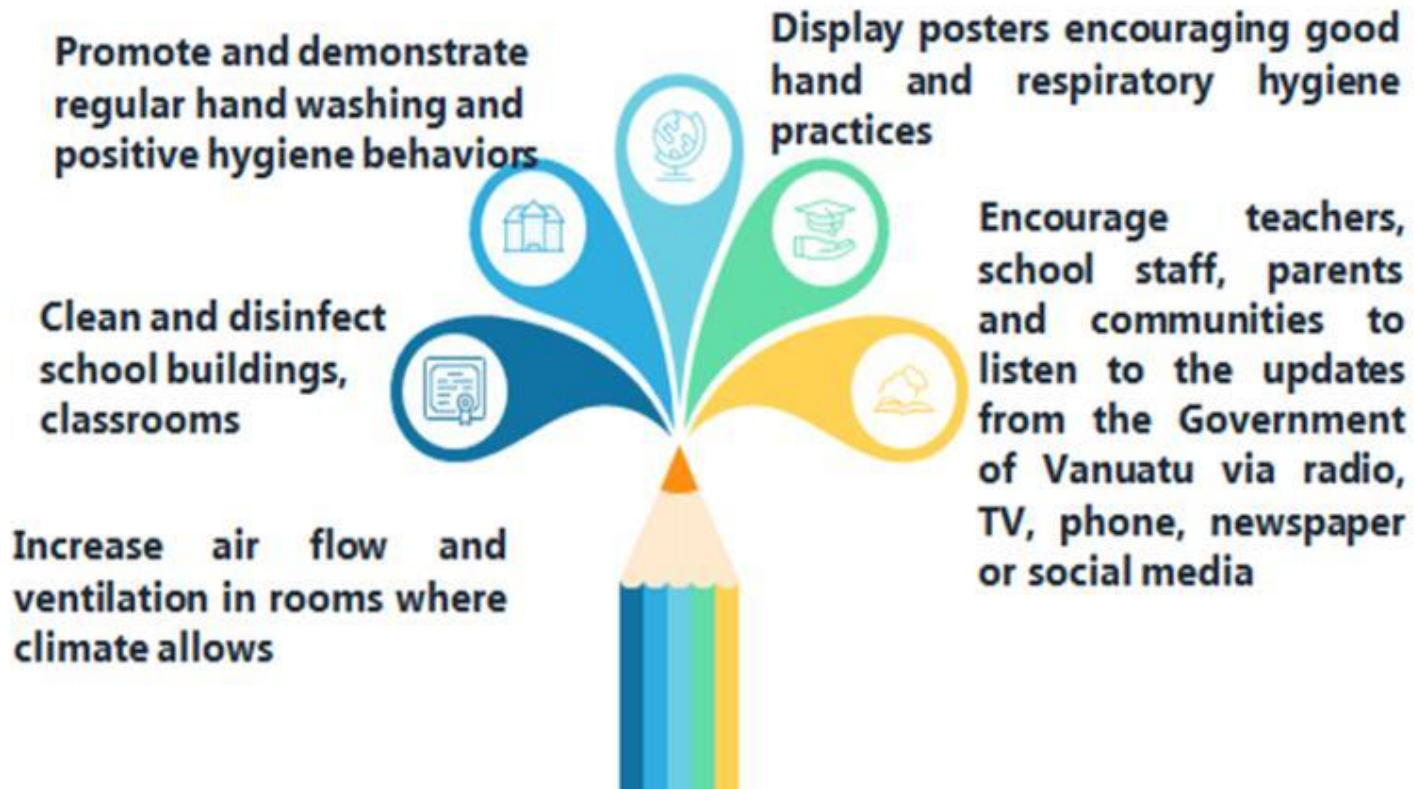 Promote and demonstrate
regular hand washing and
positive hygiene behaviors
Clean and disinfect
school buildings,
classrooms
Increase air flow and
ventilation in rooms where
climate allows
Display posters encouraging good
hand and respiratory hygiene
practices
Encourage teachers,
school staff, parents
and communities to
listen to the updates
from the Government
of Vanuatu via radio,
TV, phone, newspaper
or social media